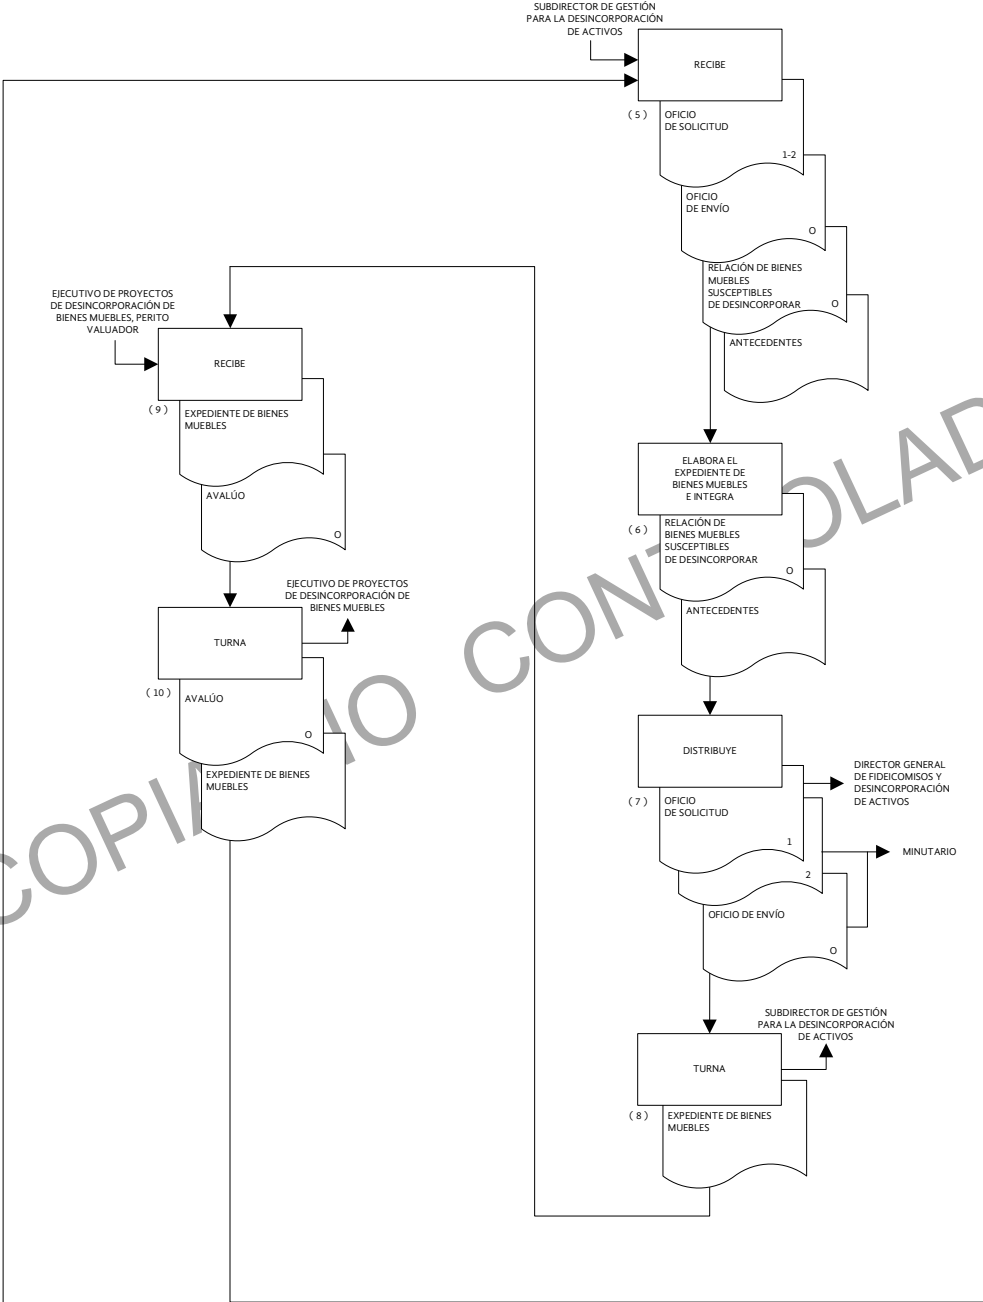 SUBDIRECTOR DE GESTIÓN
PARA LA DESINCORPORACIÓN
DE ACTIVOS
RECIBE
( 5 )
OFICIO
DE SOLICITUD
1-2
OFICIO
DE ENVÍO
O
RELACIÓN DE BIENES
MUEBLES
SUSCEPTIBLES
DE DESINCORPORAR
O
ANTECEDENTES
ELABORA EL
EXPEDIENTE DE
BIENES MUEBLES
E INTEGRA
( 6 )
RELACIÓN DE
BIENES MUEBLES
SUSCEPTIBLES
DE DESINCORPORAR
O
ANTECEDENTES
DISTRIBUYE
DIRECTOR GENERAL
DE FIDEICOMISOS Y
DESINCORPORACIÓN
DE ACTIVOS
( 7 )
OFICIO
DE SOLICITUD
1
MINUTARIO
2
OFICIO DE ENVÍO
O
SUBDIRECTOR DE GESTIÓN
PARA LA DESINCORPORACIÓN
DE ACTIVOS
TURNA
( 8 )
EXPEDIENTE DE BIENES
MUEBLES
EJECUTIVO DE PROYECTOS
DE DESINCORPORACIÓN DE
BIENES MUEBLES, PERITO
VALUADOR
RECIBE
( 9 )
EXPEDIENTE DE BIENES
MUEBLES
AVALÚO
O
EJECUTIVO DE PROYECTOS
DE DESINCORPORACIÓN DE
BIENES MUEBLES
TURNA
( 10 )
AVALÚO
O
EXPEDIENTE DE BIENES
MUEBLES
COPIA NO CONTROLAD